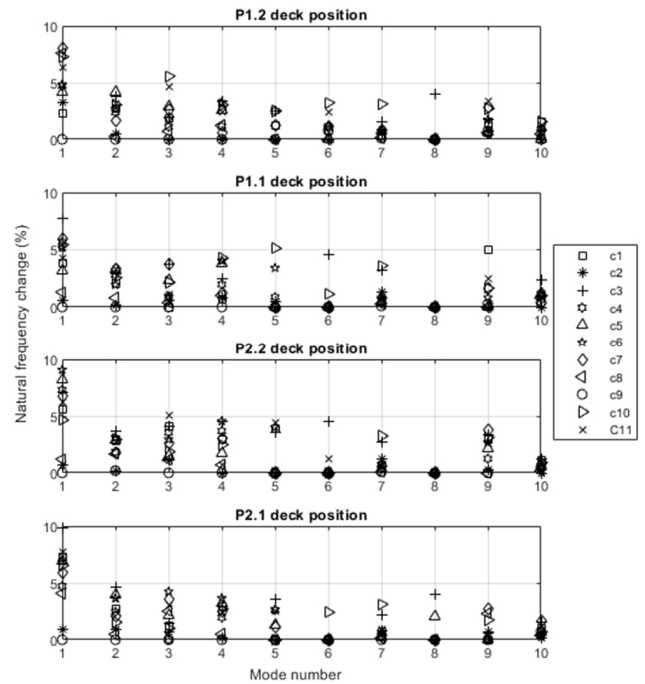 P1.2 deck position
10
5
0
1 2 3 4 5 6 7 8 9 10
P1.1 deck position
10
5
0
1 2 3 4 5 6 7 8 9 10
Natural frequency change (%)
P2.2 deck position
10
5
0
1 2 3 4 5 6 7 8 9 10
P2.1 deck position
10
5
0
1 2 3 4 5 6 7 8 9 10
Mode number
c1
c2
c3
c4
c5
c6
c7
c8
c9
c10
C11